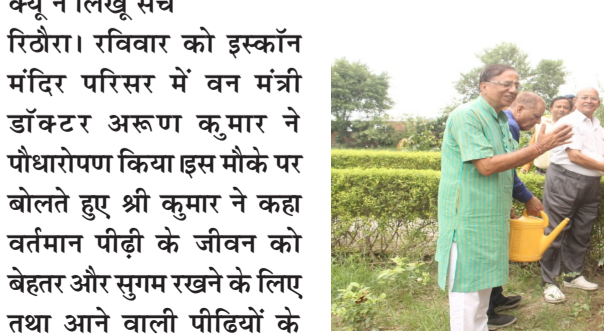 क्यू न लिखू सच
रिठौरा। रविवार को इस्कॉन
मंदिर परिसर में वन मंत्री
डॉक्टर अरूण कुमार ने
पौधारोपण किया।इस मौके पर
बोलते हुए श्री कुमार ने कहा
वर्तमान पीढ़ी के जीवन को
बेहतर और सुगम रखने के लिए
तथा आने वाली पीढ़ियों के